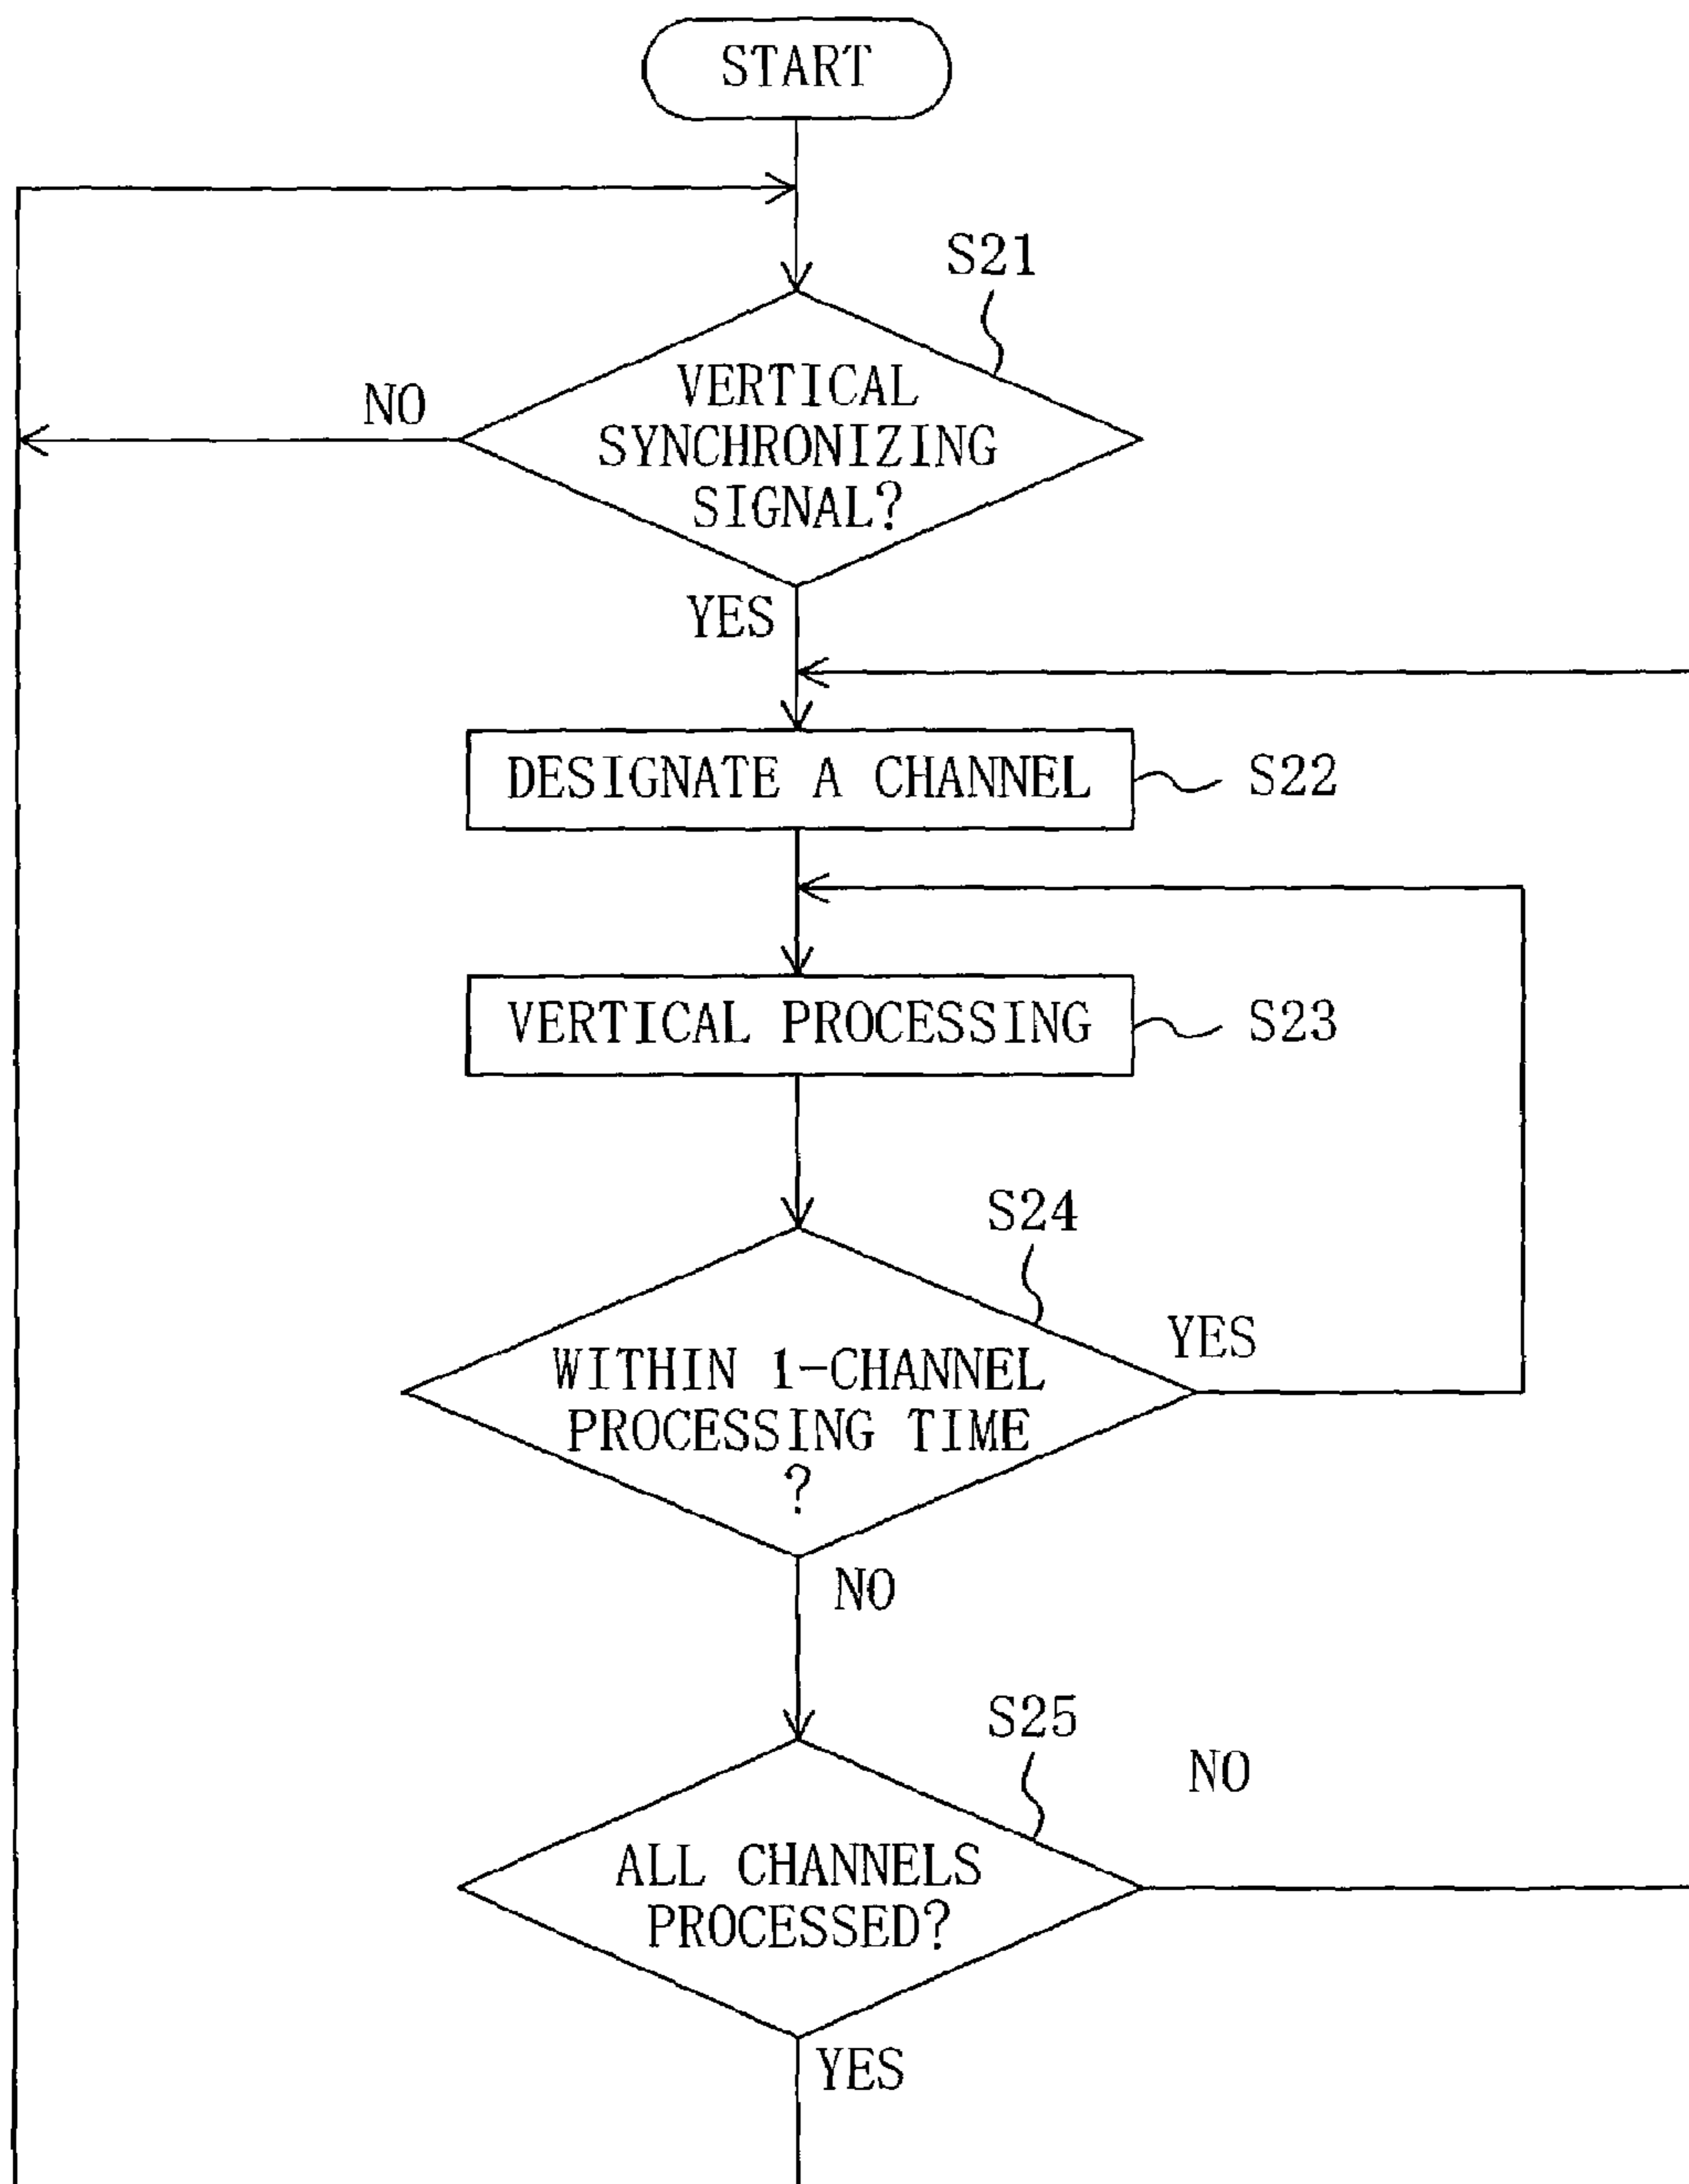 START
S21
VERTICAL
SYNCHRONIZING
SIGNAL?
NO
YES
DESIGNATE A CHANNEL
S22
VERTICAL PROCESSING
S23
S24
WITHIN 1-CHANNEL
PROCESSING TIME
?
YES
NO
S25
NO
ALL CHANNELS
PROCESSED?
YES